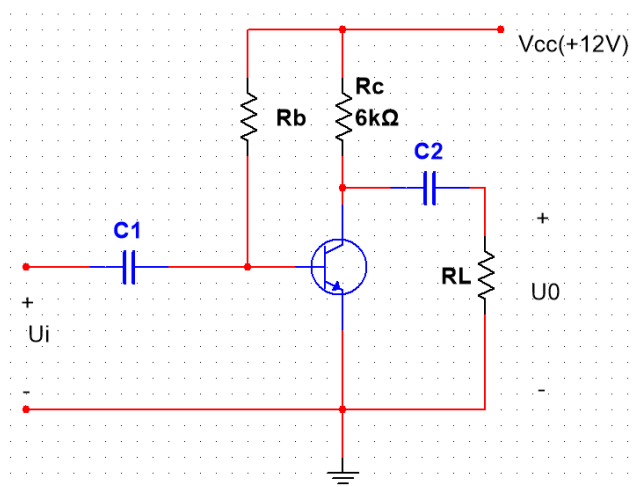 Vcc(+12V)
Rc
Rb
6kΩ
C2
C1
+
RL
U0
+
Ui
-
-